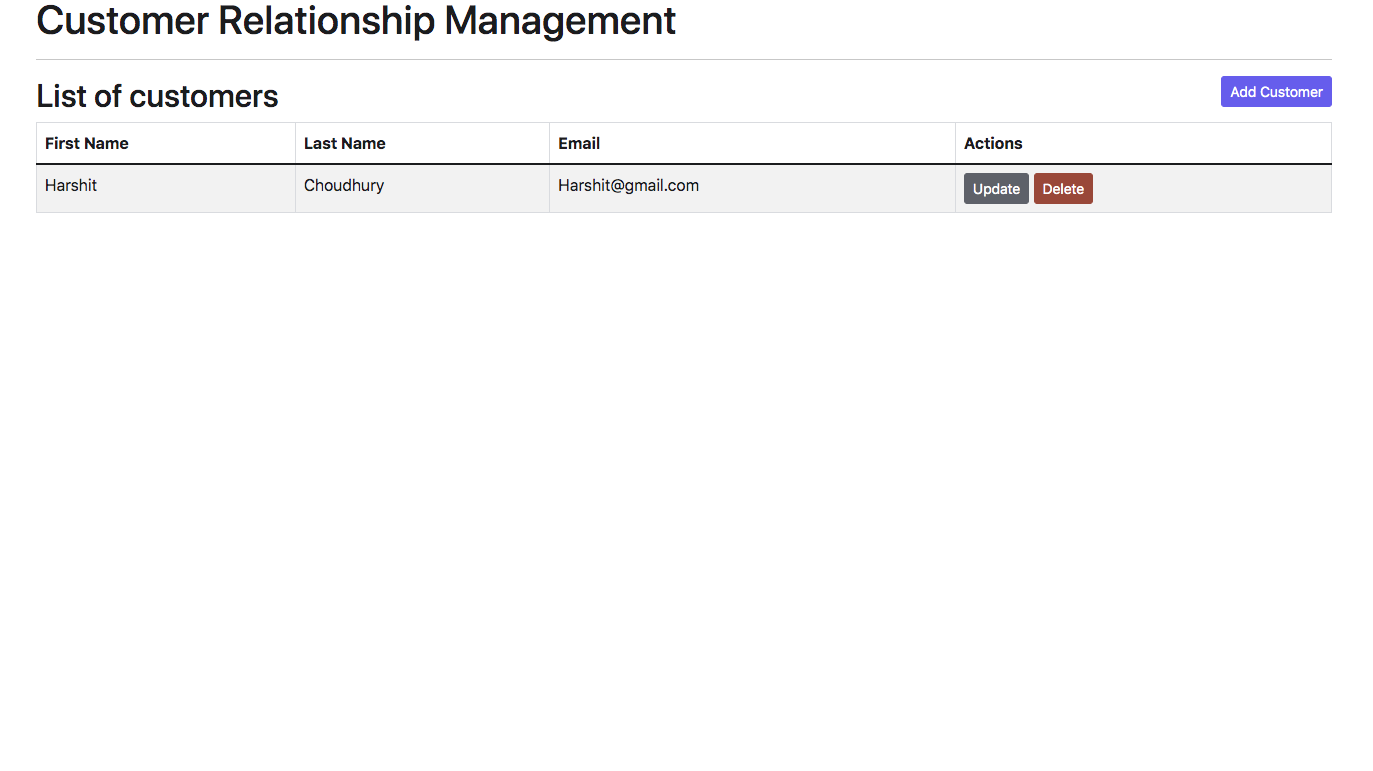 Customer Relationship Management
List of customers
Add Customer
First Name Last Name Email Actions
Harshit Choudhury Harshit@gmail.com Update Delete